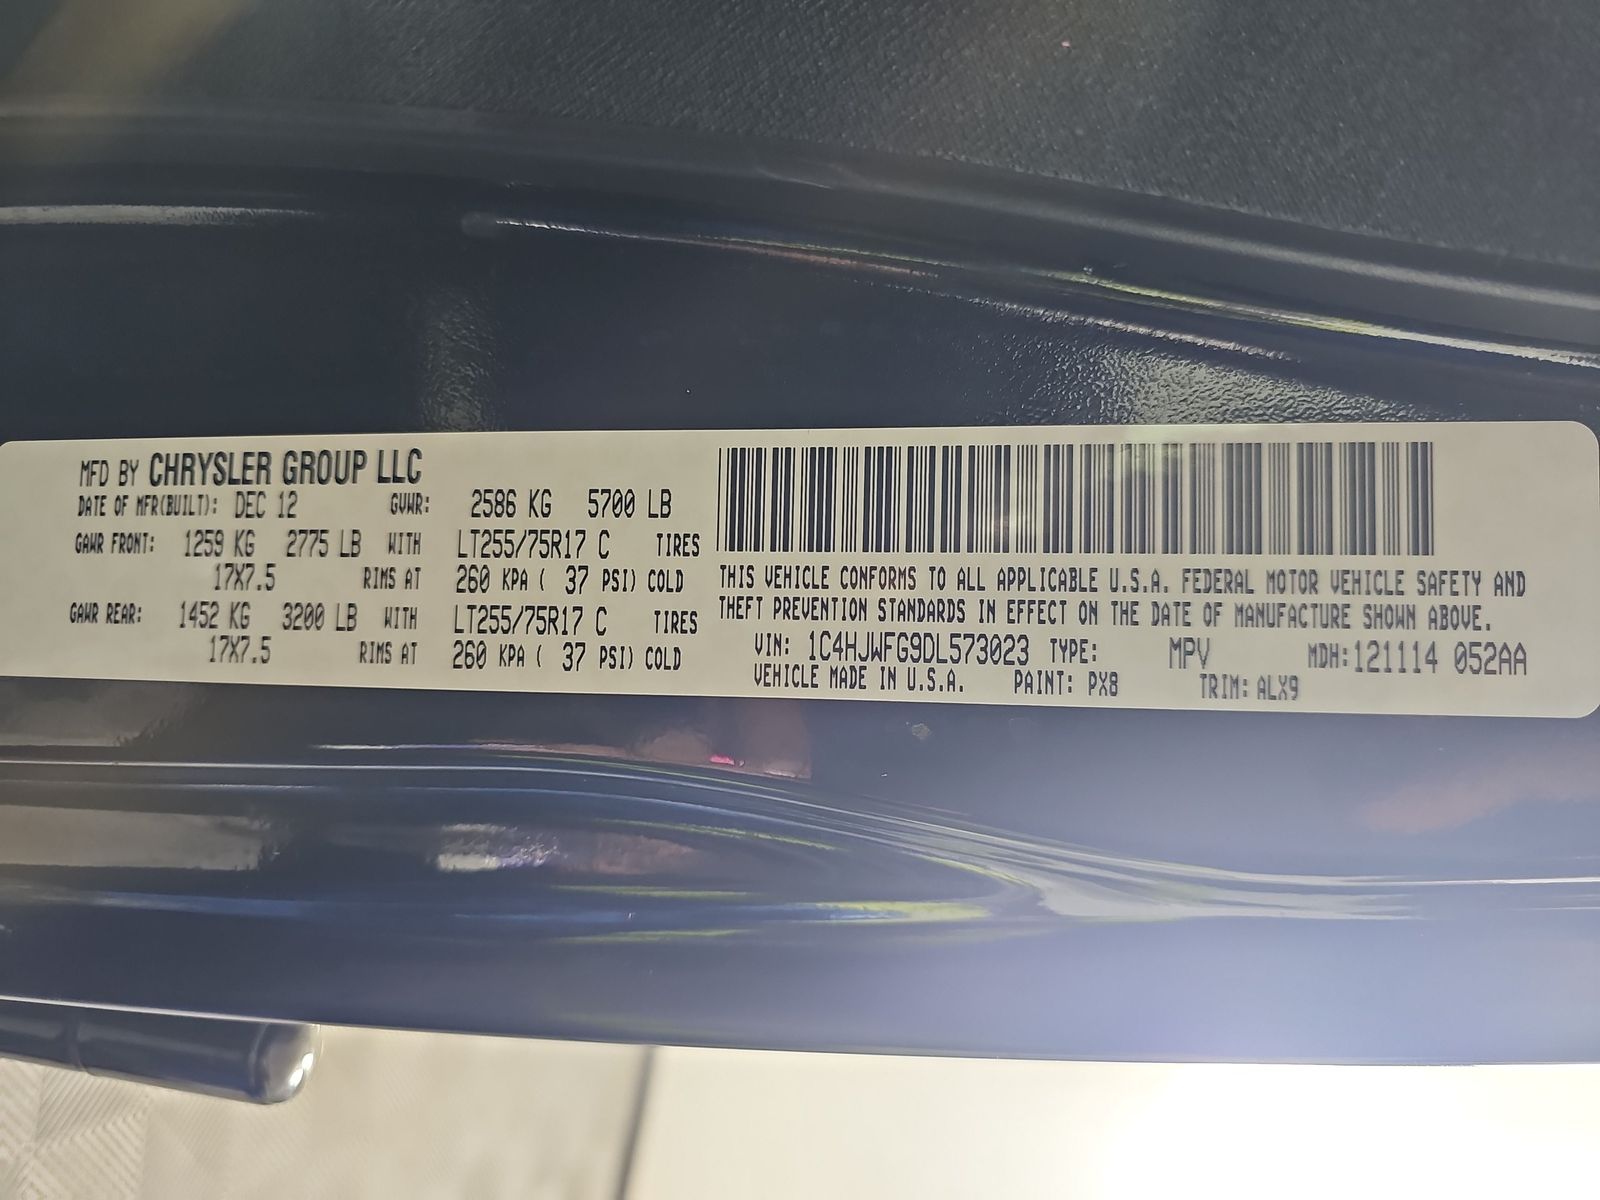 MFD BY CHRYSLER GROUP LLC
DATE OF MFR(BUILT): DEC 12 GVWR: 2586 KG 5700 LB
GAWR FRONT: 1259 KG 2775 LB WITH LT255/75R17 C TIRES
17X7.5 RIMS AT 260 KPA ( 37 PSI) COLD
GAWR REAR: 1452 KG 3200 LB WITH LT255/75R17 C TIRES
17X7.5 RIMS AT 260 KPA ( 37 PSI) COLD
THIS VEHICLE CONFORMS TO ALL APPLICABLE U.S.A. FEDERAL MOTOR VEHICLE SAFETY AND
THEFT PREVENTION STANDARDS IN EFFECT ON THE DATE OF MANUFACTURE SHOWN ABOVE.
VIN: 1C4HJWFG9DL573023 TYPE: MPV MDH:121114 052AA
VEHICLE MADE IN U.S.A. PAINT: PX8 TRIM: ALX9